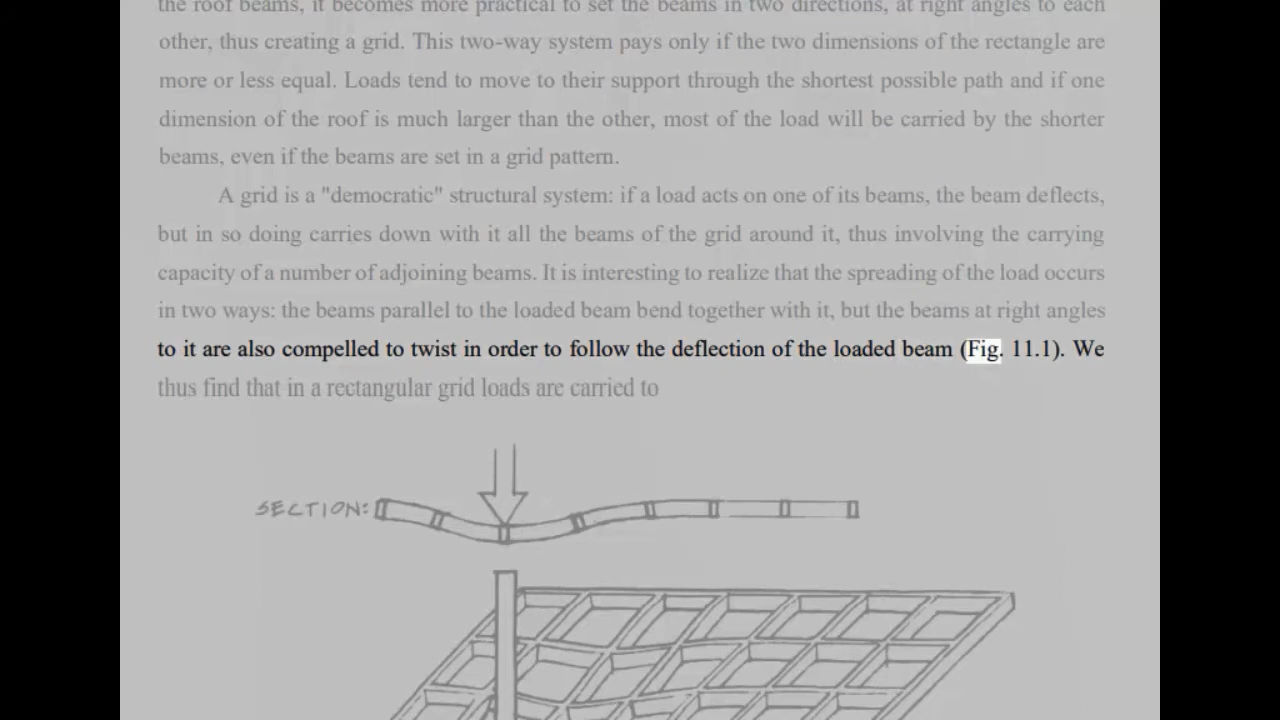 the roof beams, it becomes more practical to set the beams in two directions, at right angles to each
other, thus creating a grid. This two-way system pays only if the two dimensions of the rectangle are
more or less equal. Loads tend to move to their support through the shortest possible path and if one
dimension of the roof is much larger than the other, most of the load will be carried by the shorter
beams, even if the beams are set in a grid pattern.
A grid is a "democratic" structural system: if a load acts on one of its beams, the beam deflects,
but in so doing carries down with it all the beams of the grid around it, thus involving the carrying
capacity of a number of adjoining beams. It is interesting to realize that the spreading of the load occurs
in two ways: the beams parallel to the loaded beam bend together with it, but the beams at right angles
to it are also compelled to twist in order to follow the deflection of the loaded beam (Fig. 11.1). We
thus find that in a rectangular grid loads are carried to
SECTION: